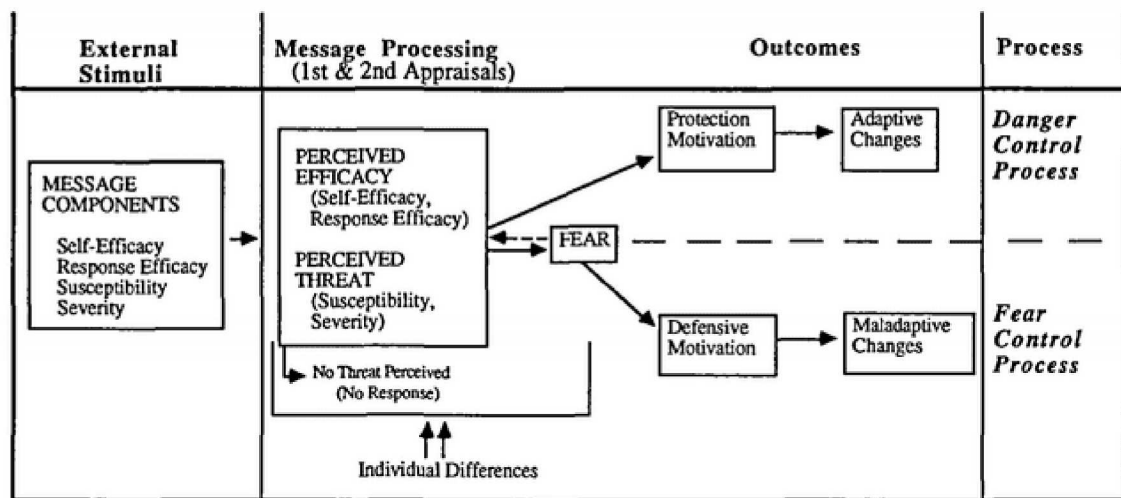 External
Stimuli
Message Processing
(1st & 2nd Appraisals)
Outcomes
Process
MESSAGE
COMPONENTS
Self-Efficacy
Response Efficacy
Susceptibility
Severity
PERCEIVED
EFFICACY
(Self-Efficacy,
Response Efficacy)
PERCEIVED
THREAT
(Susceptibility,
Severity)
No Threat Perceived
(No Response)
Individual Differences
FEAR
Protection
Motivation
Adaptive
Changes
Defensive
Motivation
Maladaptive
Changes
Danger
Control
Process
Fear
Control
Process